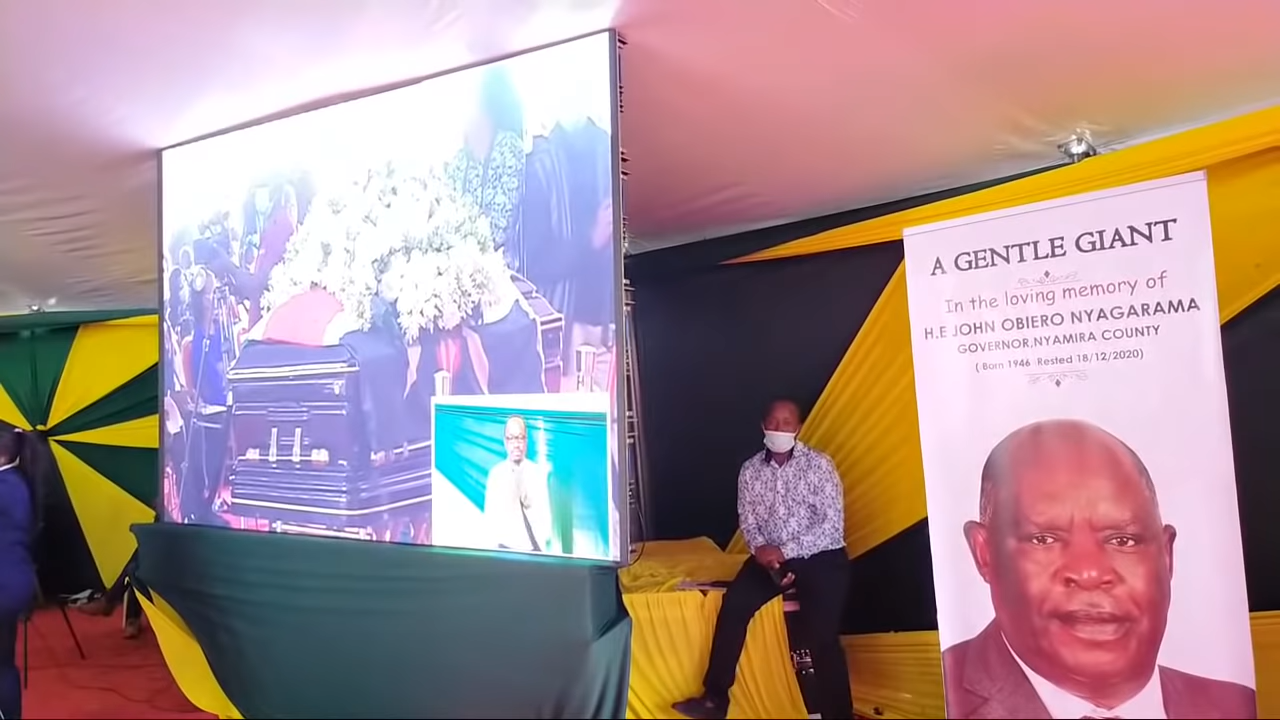 A GENTLE GIANT
In the loving memory of
H.E JOHN OBIERO NYAGARAMA
GOVERNOR,NYAMIRA COUNTY
( Born 1946 Rested 18/12/2020)